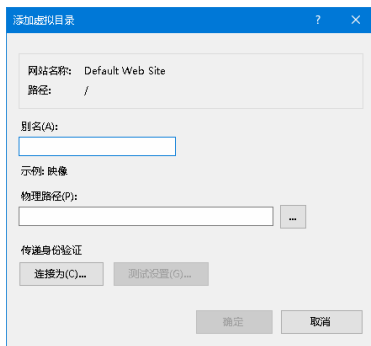 添加虚拟目录
网站名称: Default Web Site
路径: /
别名(A):
示例: 映像
物理路径(P):
...
传递身份验证
连接为(C)... 测试设置(G)...
确定 取消